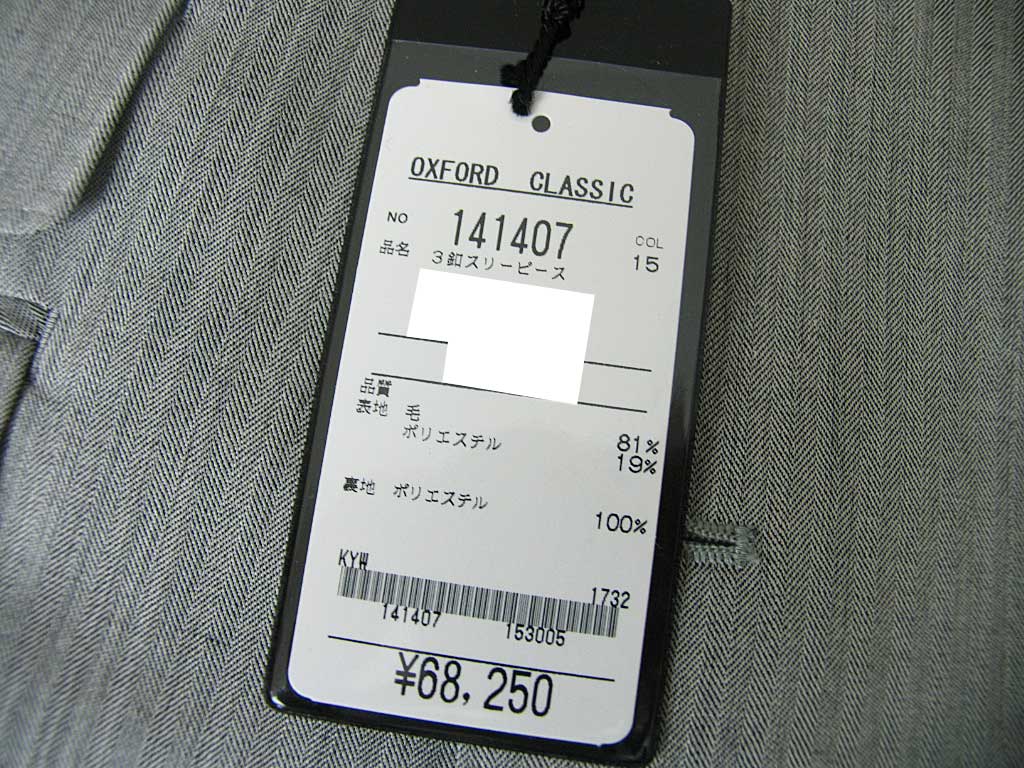 OXFORD CLASSIC
NO 141407 COL
品名 3釦スリーピース 15
品質
表地 毛 81%
ポリエステル 19%
裏地 ポリエステル 100%
KYW 1732
141407 153005
¥68,250